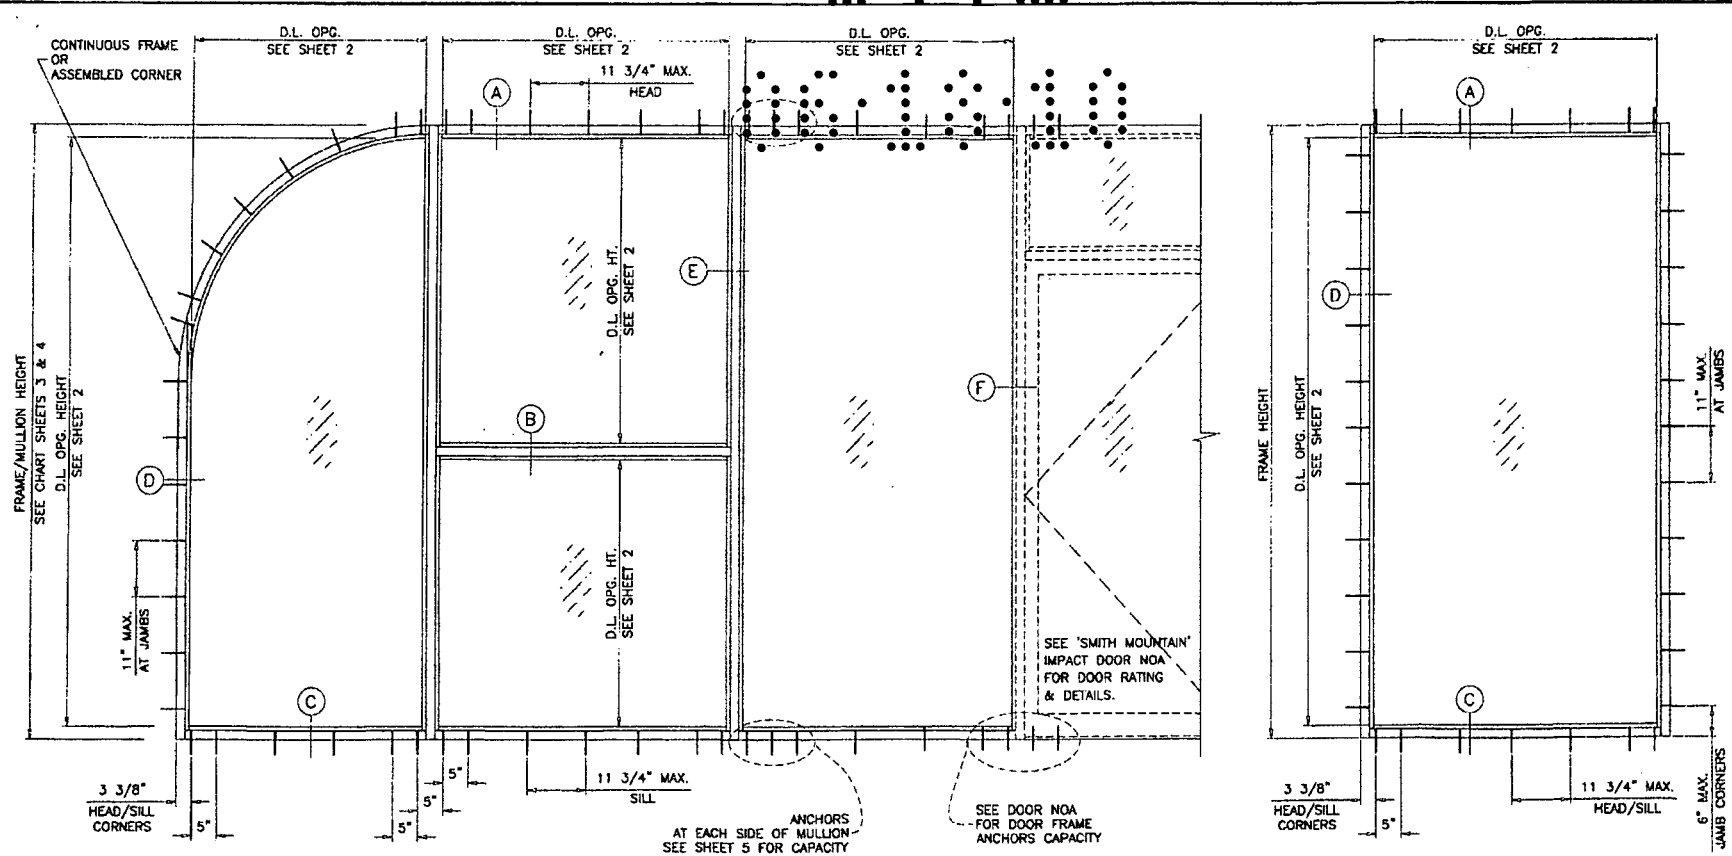 CONTINUOUS FRAME
OR
ASSEMBLED CORNER
D.L. OPG.
SEE SHEET 2
D.L. OPG.
SEE SHEET 2
D.L. OPG.
SEE SHEET 2
D.L. OPG.
SEE SHEET 2
11 3/4" MAX.
HEAD
A
A
E
D
F
B
D
C
C
FRAME/MULLION HEIGHT
SEE CHART SHEETS 3 & 4
D.L. OPG. HEIGHT
SEE SHEET 2
D.L. OPG. HT.
SEE SHEET 2
D.L. OPG. HT.
SEE SHEET 2
FRAME HEIGHT
D.L. OPG. HEIGHT
SEE SHEET 2
11" MAX.
AT JAMBS
11" MAX.
AT JAMBS
SEE 'SMITH MOUNTAIN'
IMPACT DOOR NOA
FOR DOOR RATING
& DETAILS.
3 3/8"
HEAD/SILL
CORNERS
5"
5"
5"
5"
11 3/4" MAX.
SILL
ANCHORS
AT EACH SIDE OF MULLION
SEE SHEET 5 FOR CAPACITY
SEE DOOR NOA
FOR DOOR FRAME
ANCHORS CAPACITY
3 3/8"
HEAD/SILL
CORNERS
5"
11 3/4" MAX.
HEAD/SILL
6" MAX.
JAMB CORNERS